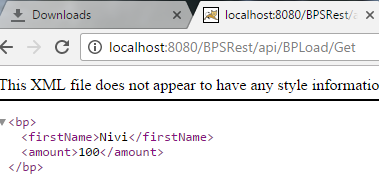 Downloads
localhost:8080/BPSRest/a
localhost:8080/BPSRest/api/BPLoad/Get
This XML file does not appear to have any style informatio
<bp>
<firstName>Nivi</firstName>
<amount>100</amount>
</bp>